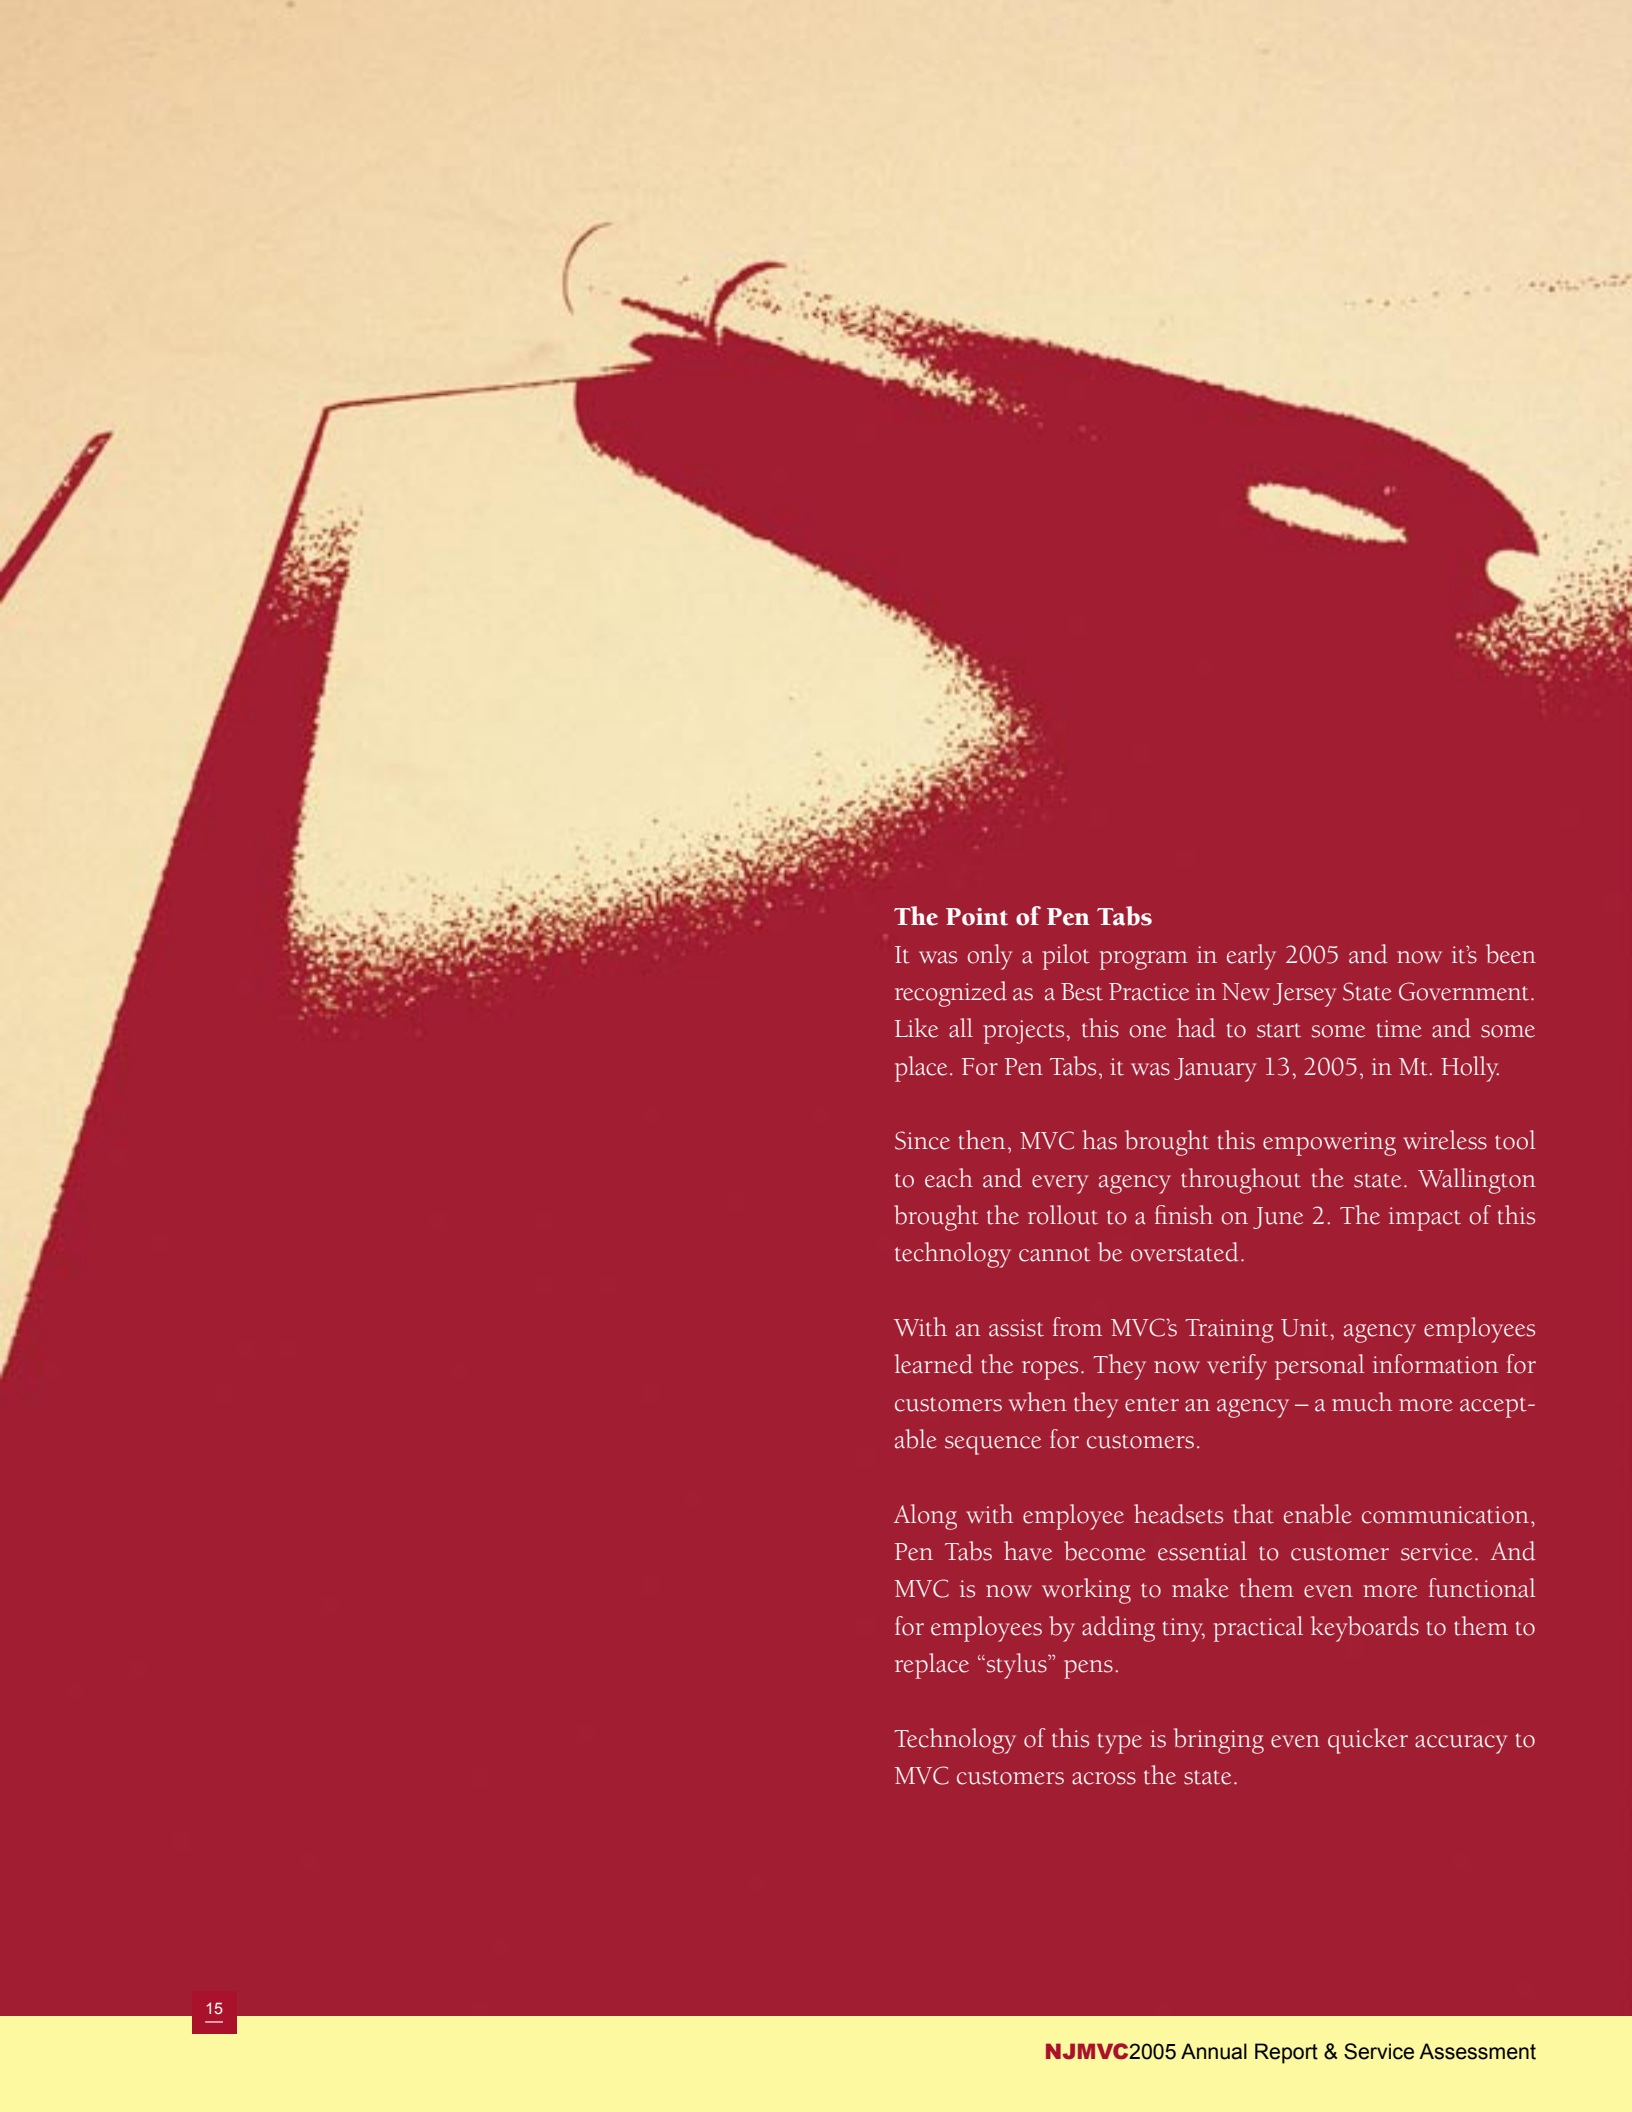 The Point of Pen Tabs
It was only a pilot program in early 2005 and now it's been
recognized as a Best Practice in New Jersey State Government.
Like all projects, this one had to start some time and some
place. For Pen Tabs, it was January 13, 2005, in Mt. Holly.
Since then, MVC has brought this empowering wireless tool
to each and every agency throughout the state. Wallington
brought the rollout to a finish on June 2. The impact of this
technology cannot be overstated.
With an assist from MVC's Training Unit, agency employees
learned the ropes. They now verify personal information for
customers when they enter an agency – a much more accept-
able sequence for customers.
Along with employee headsets that enable communication,
Pen Tabs have become essential to customer service. And
MVC is now working to make them even more functional
for employees by adding tiny, practical keyboards to them to
replace “stylus” pens.
Technology of this type is bringing even quicker accuracy to
MVC customers across the state.
15
NJMVC2005 Annual Report & Service Assessment